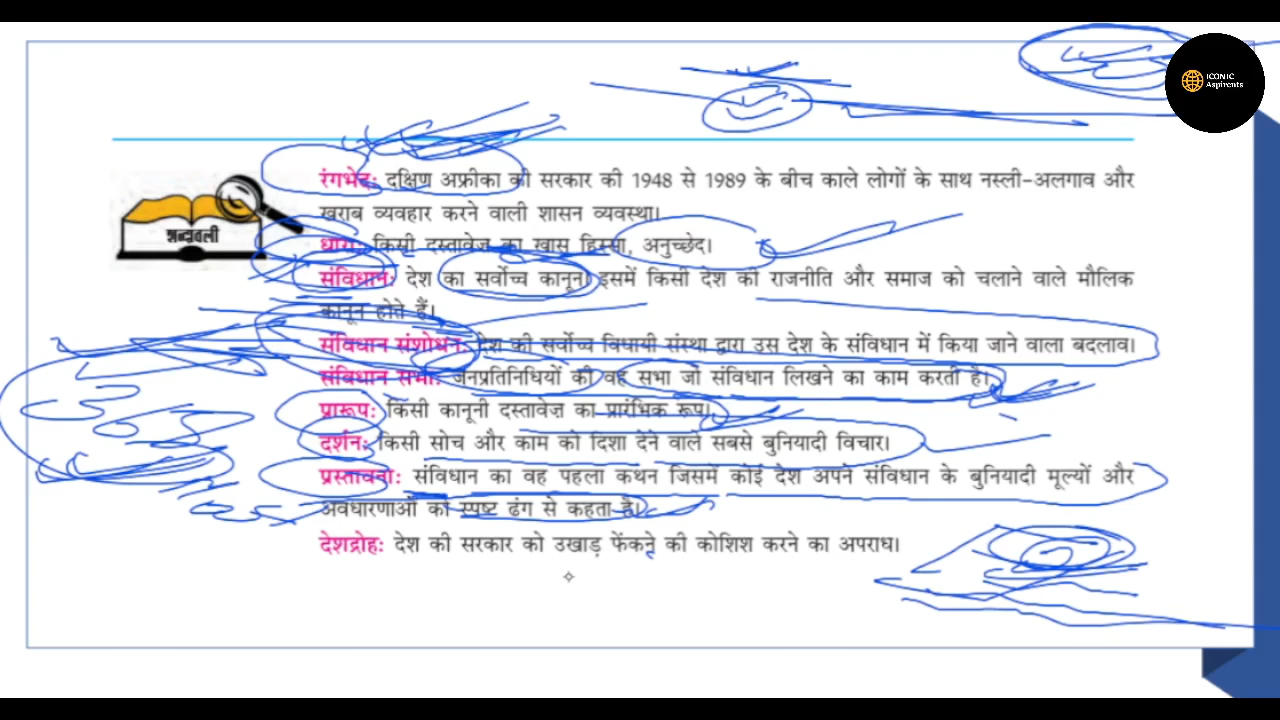 ICONIC
Aspirents
रंगभेद: दक्षिण अफ्रीका की सरकार की 1948 से 1989 के बीच काले लोगों के साथ नस्ली-अलगाव और
खराब व्यवहार करने वाली शासन व्यवस्था।
शब्दावली
धारा: किसी दस्तावेज़ का खास हिस्सा, अनुच्छेद।
संविधान: देश का सर्वोच्च कानून। इसमें किसी देश की राजनीति और समाज को चलाने वाले मौलिक
कानून होते हैं।
संविधान संशोधन: देश की सर्वोच्च विधायी संस्था द्वारा उस देश के संविधान में किया जाने वाला बदलाव।
संविधान सभा: जनप्रतिनिधियों की वह सभा जो संविधान लिखने का काम करती है।
प्रारूप: किसी कानूनी दस्तावेज़ का प्रारंभिक रूप।
दर्शन: किसी सोच और काम को दिशा देने वाले सबसे बुनियादी विचार।
प्रस्तावना: संविधान का वह पहला कथन जिसमें कोई देश अपने संविधान के बुनियादी मूल्यों और
अवधारणाओं को स्पष्ट ढंग से कहता है।
देशद्रोह: देश की सरकार को उखाड़ फेंकने की कोशिश करने का अपराध।